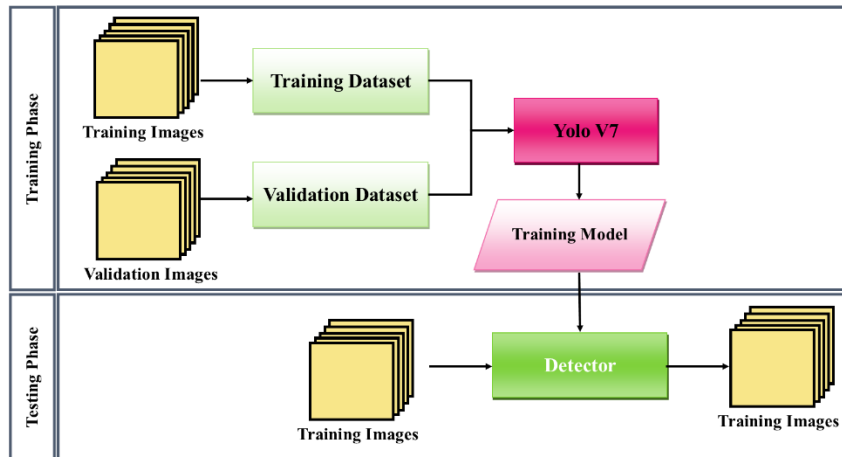 Training Phase
Training Images
Training Dataset
Yolo V7
Validation Dataset
Validation Images
Training Model
Testing Phase
Training Images
Detector
Training Images